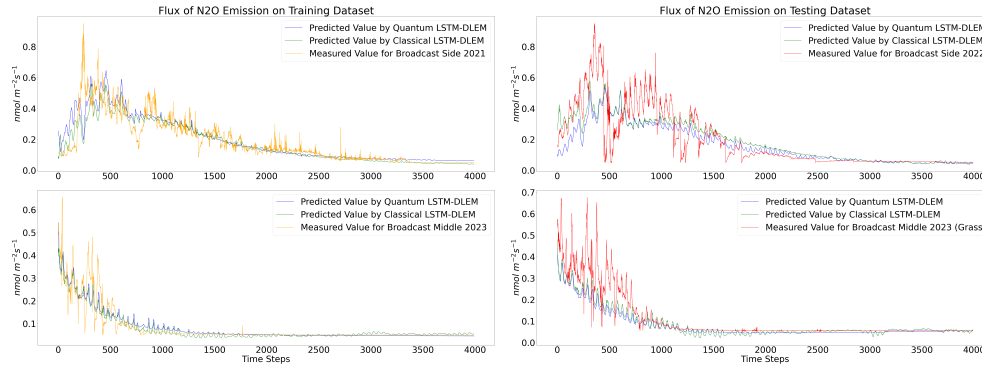 Flux of N2O Emission on Training Dataset
Predicted Value by Quantum LSTM-DLEM
Predicted Value by Classical LSTM-DLEM
Measured Value for Broadcast Side 2021
nmol m⁻²s⁻¹
0.8
0.6
0.4
0.2
0.0
0 500 1000 1500 2000 2500 3000 3500 4000
Flux of N2O Emission on Testing Dataset
Predicted Value by Quantum LSTM-DLEM
Predicted Value by Classical LSTM-DLEM
Measured Value for Broadcast Side 2022
nmol m⁻²s⁻¹
0.8
0.6
0.4
0.2
0.0
0 500 1000 1500 2000 2500 3000 3500 4000
Predicted Value by Quantum LSTM-DLEM
Predicted Value by Classical LSTM-DLEM
Measured Value for Broadcast Middle 2023
nmol m⁻²s⁻¹
0.6
0.5
0.4
0.3
0.2
0.1
0 500 1000 1500 2000 2500 3000 3500 4000
Time Steps
Predicted Value by Quantum LSTM-DLEM
Predicted Value by Classical LSTM-DLEM
Measured Value for Broadcast Middle 2023 (Grass
nmol m⁻²s⁻¹
0.7
0.6
0.5
0.4
0.3
0.2
0.1
0.0
0 500 1000 1500 2000 2500 3000 3500 4000
Time Steps